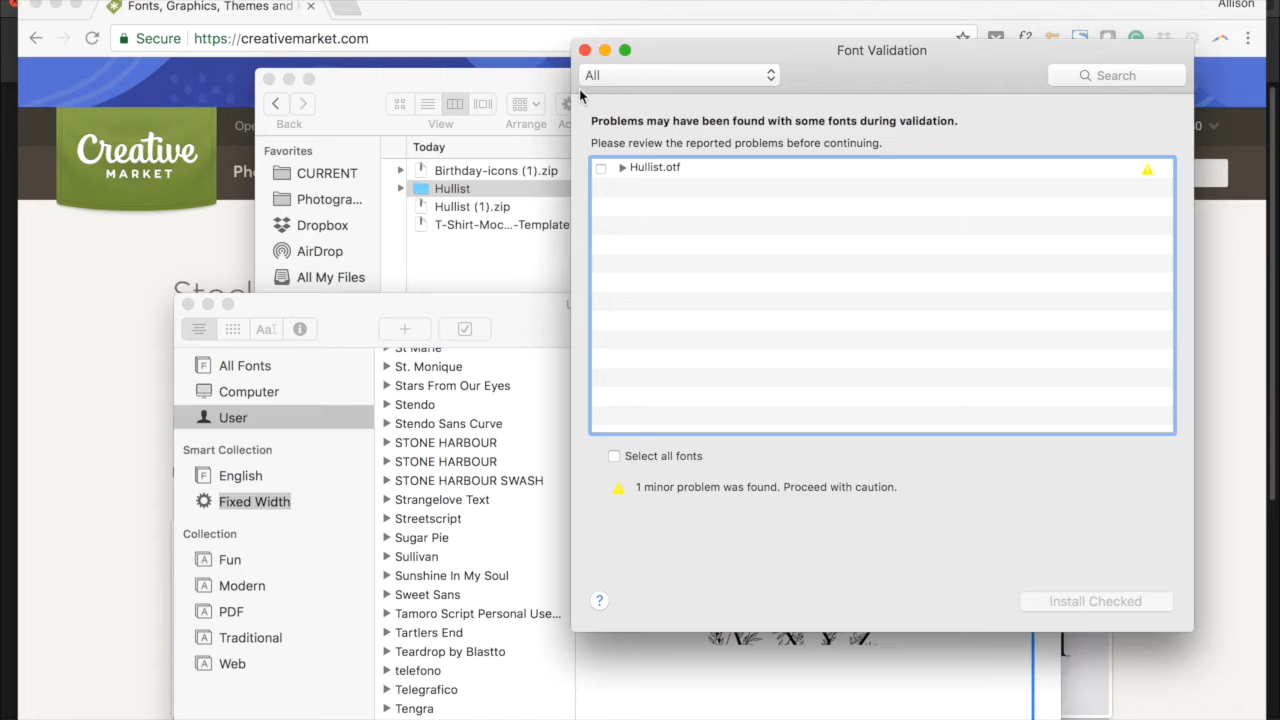 Fonts, Graphics, Themes and
Allison
Secure
https://creativemarket.com
Creative
MARKET
Back
View
Arrange
Favorites
CURRENT
Photogra...
Dropbox
AirDrop
All My Files
Today
Birthday-icons (1).zip
Hullist
Hullist (1).zip
T-Shirt-Moc...-Template
All Fonts
Computer
User
Smart Collection
English
Fixed Width
Collection
Fun
Modern
PDF
Traditional
Web
St Marie
St. Monique
Stars From Our Eyes
Stendo
Stendo Sans Curve
STONE HARBOUR
STONE HARBOUR
STONE HARBOUR SWASH
Strangelove Text
Streetscript
Sugar Pie
Sullivan
Sunshine In My Soul
Sweet Sans
Tamoro Script Personal Use...
Tartlers End
Teardrop by Blastto
telefono
Telegrafico
Tengra
Font Validation
All
Search
Problems may have been found with some fonts during validation.
Please review the reported problems before continuing.
Hullist.otf
Select all fonts
1 minor problem was found. Proceed with caution.
?
Install Checked